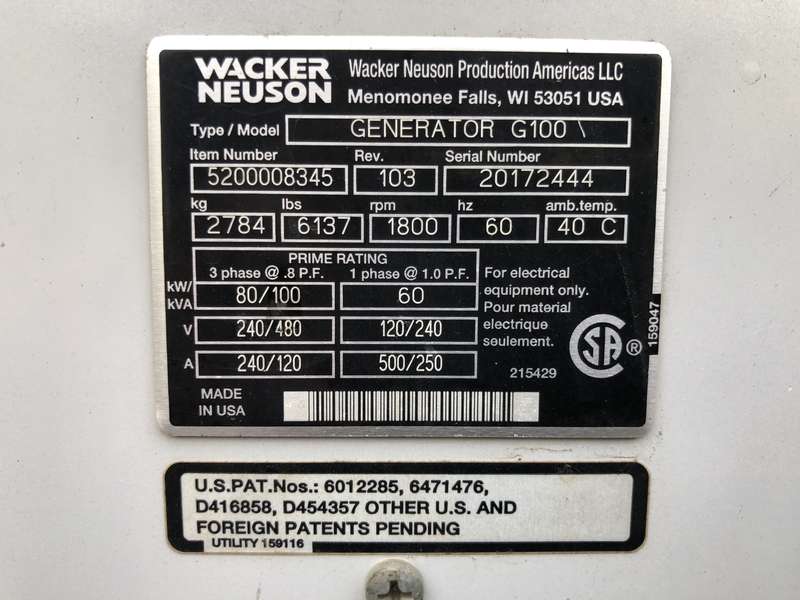 WACKER NEUSON
Wacker Neuson Production Americas LLC
Menomonee Falls, WI 53051 USA
Type / Model GENERATOR G100 \
Item Number Rev. Serial Number
5200008345 103 20172444
kg lbs rpm hz amb.temp.
2784 6137 1800 60 40 C
PRIME RATING
3 phase @ .8 P.F. 1 phase @ 1.0 P.F.
kW/kVA 80/100 60
V 240/480 120/240
A 240/120 500/250
For electrical
equipment only.
Pour material
electrique
seulement.
215429
CSA ®
159047
MADE
IN USA
U.S.PAT.Nos.: 6012285, 6471476,
D416858, D454357 OTHER U.S. AND
FOREIGN PATENTS PENDING
UTILITY 159116